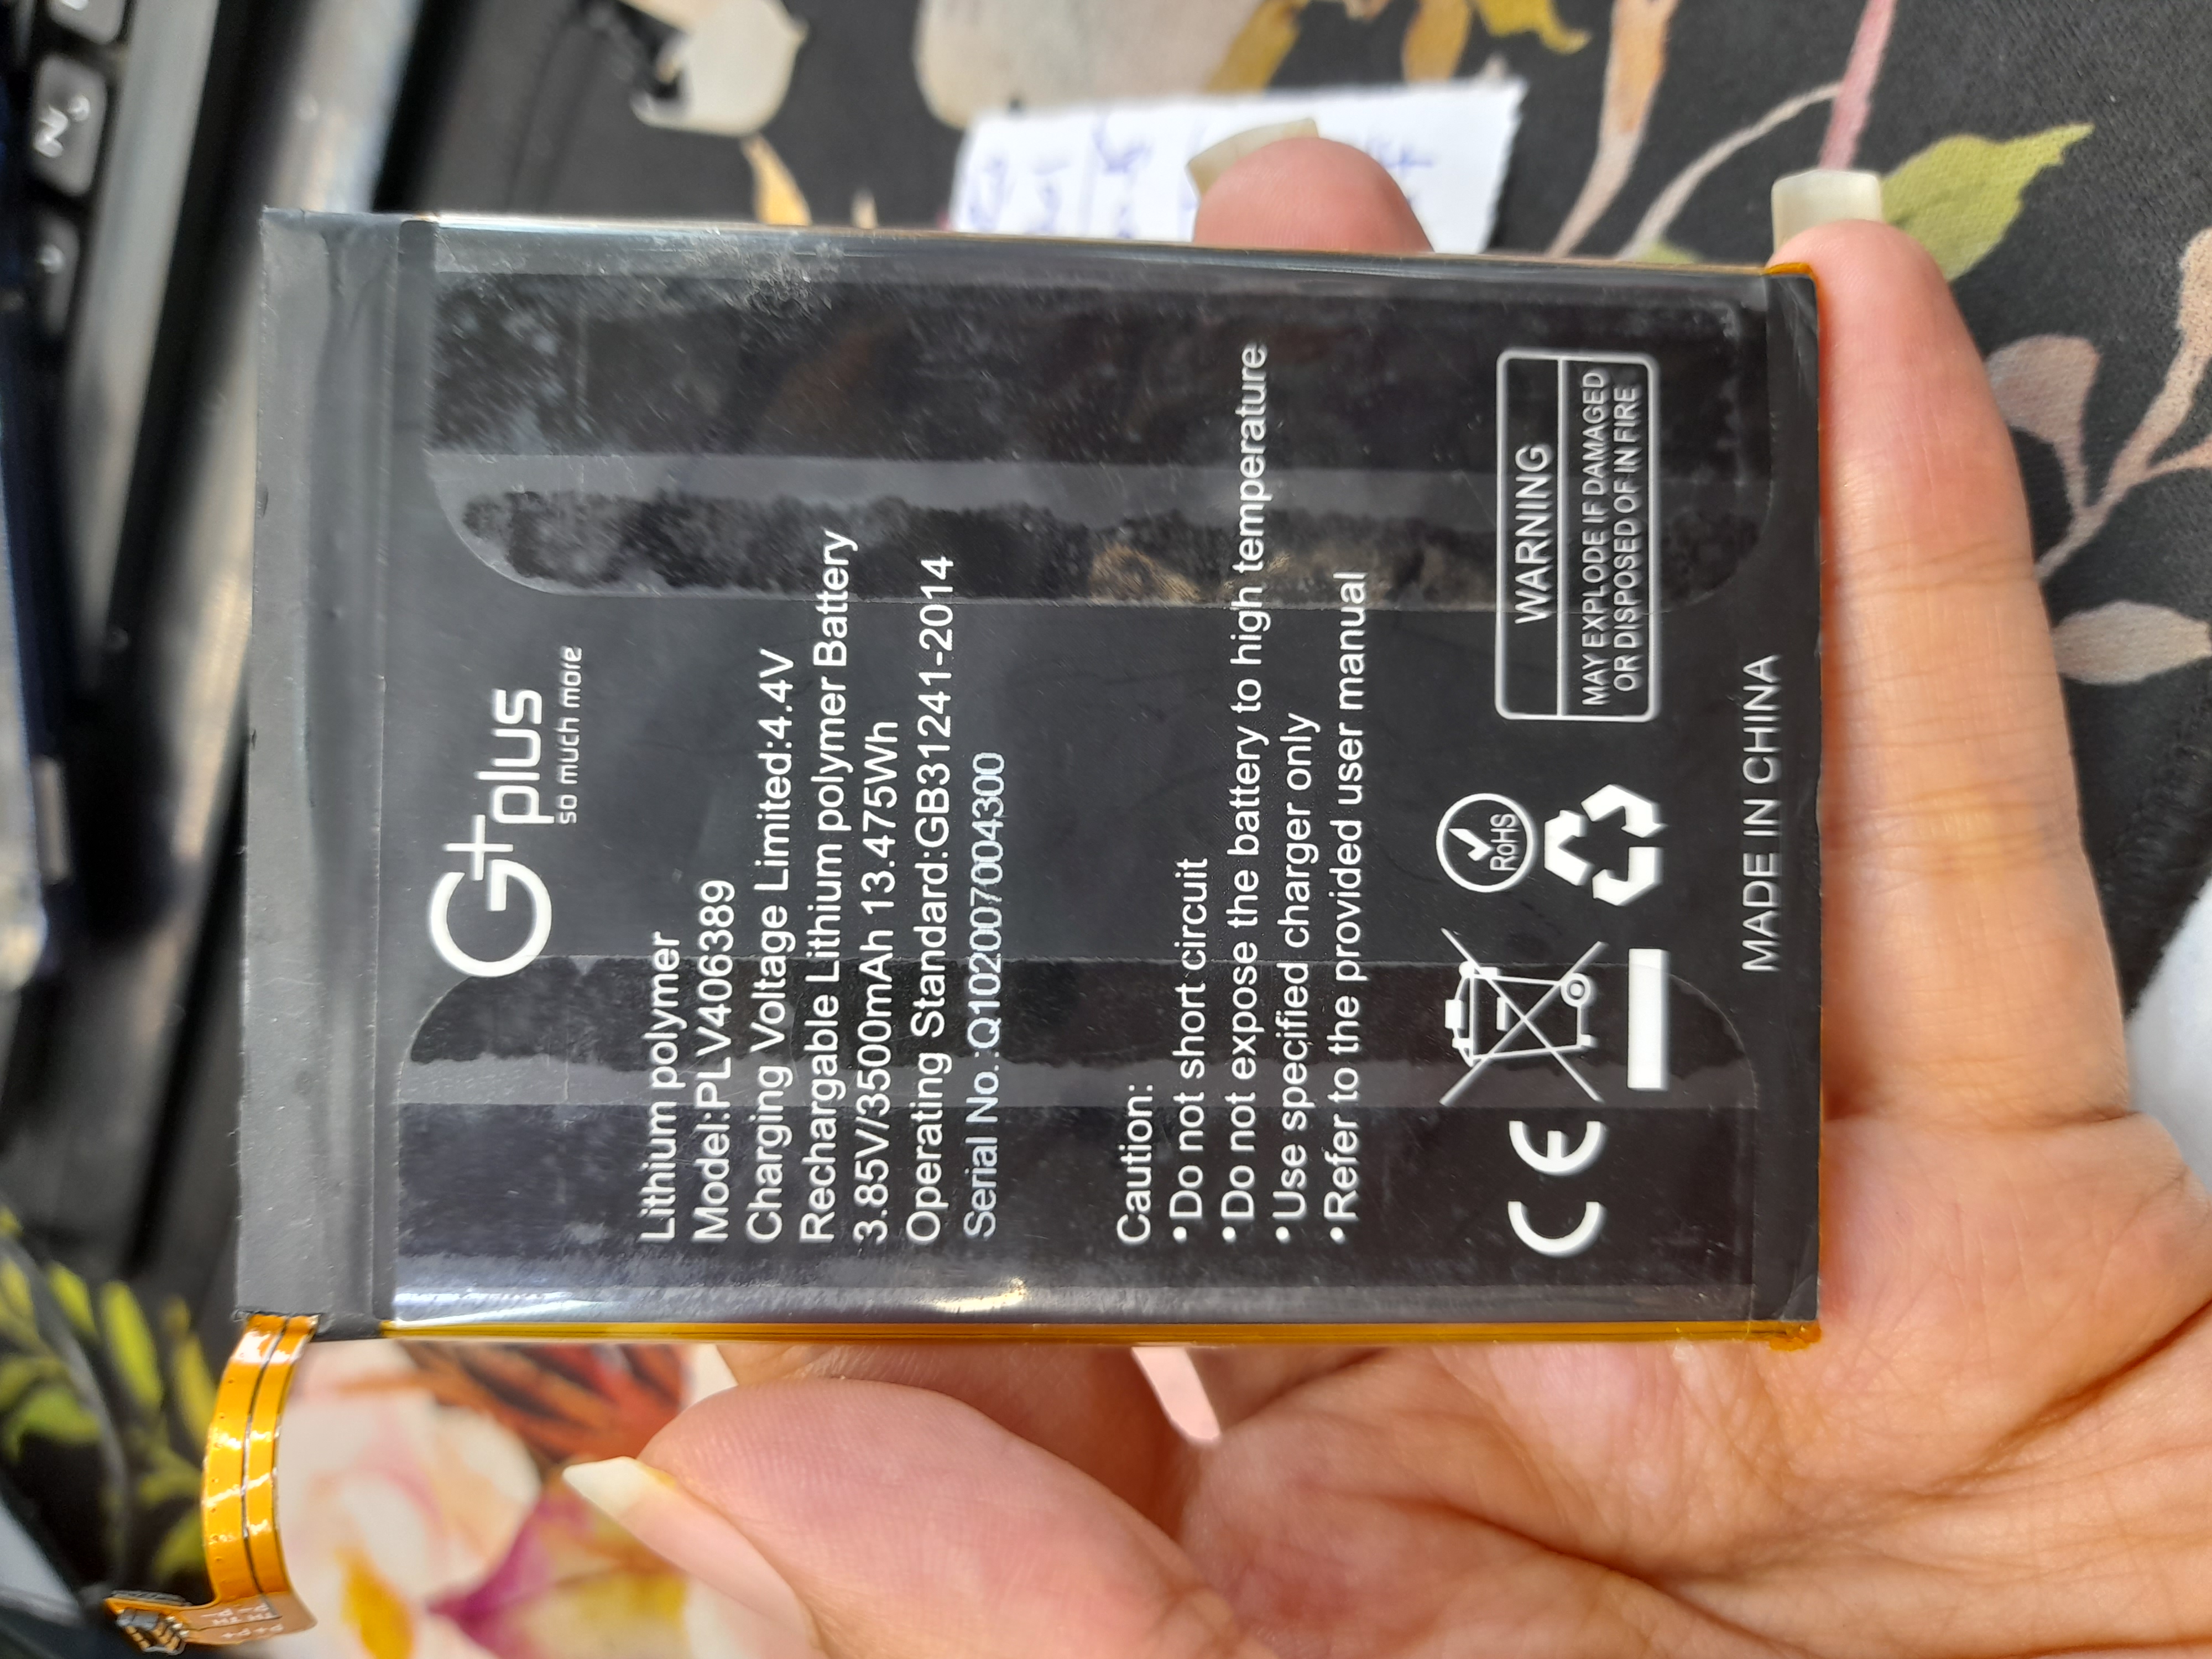 G+plus
so much more
Lithium polymer
Model:PLV406389
Charging Voltage Limited:4.4V
Rechargable Lithium polymer Battery
3.85V/3500mAh 13.475Wh
Operating Standard:GB31241-2014
Serial No.:Q102007004300
Caution:
•Do not short circuit
•Do not expose the battery to high temperature
•Use specified charger only
•Refer to the provided user manual
CE
RoHS
WARNING
MAY EXPLODE IF DAMAGED
OR DISPOSED OF IN FIRE
MADE IN CHINA